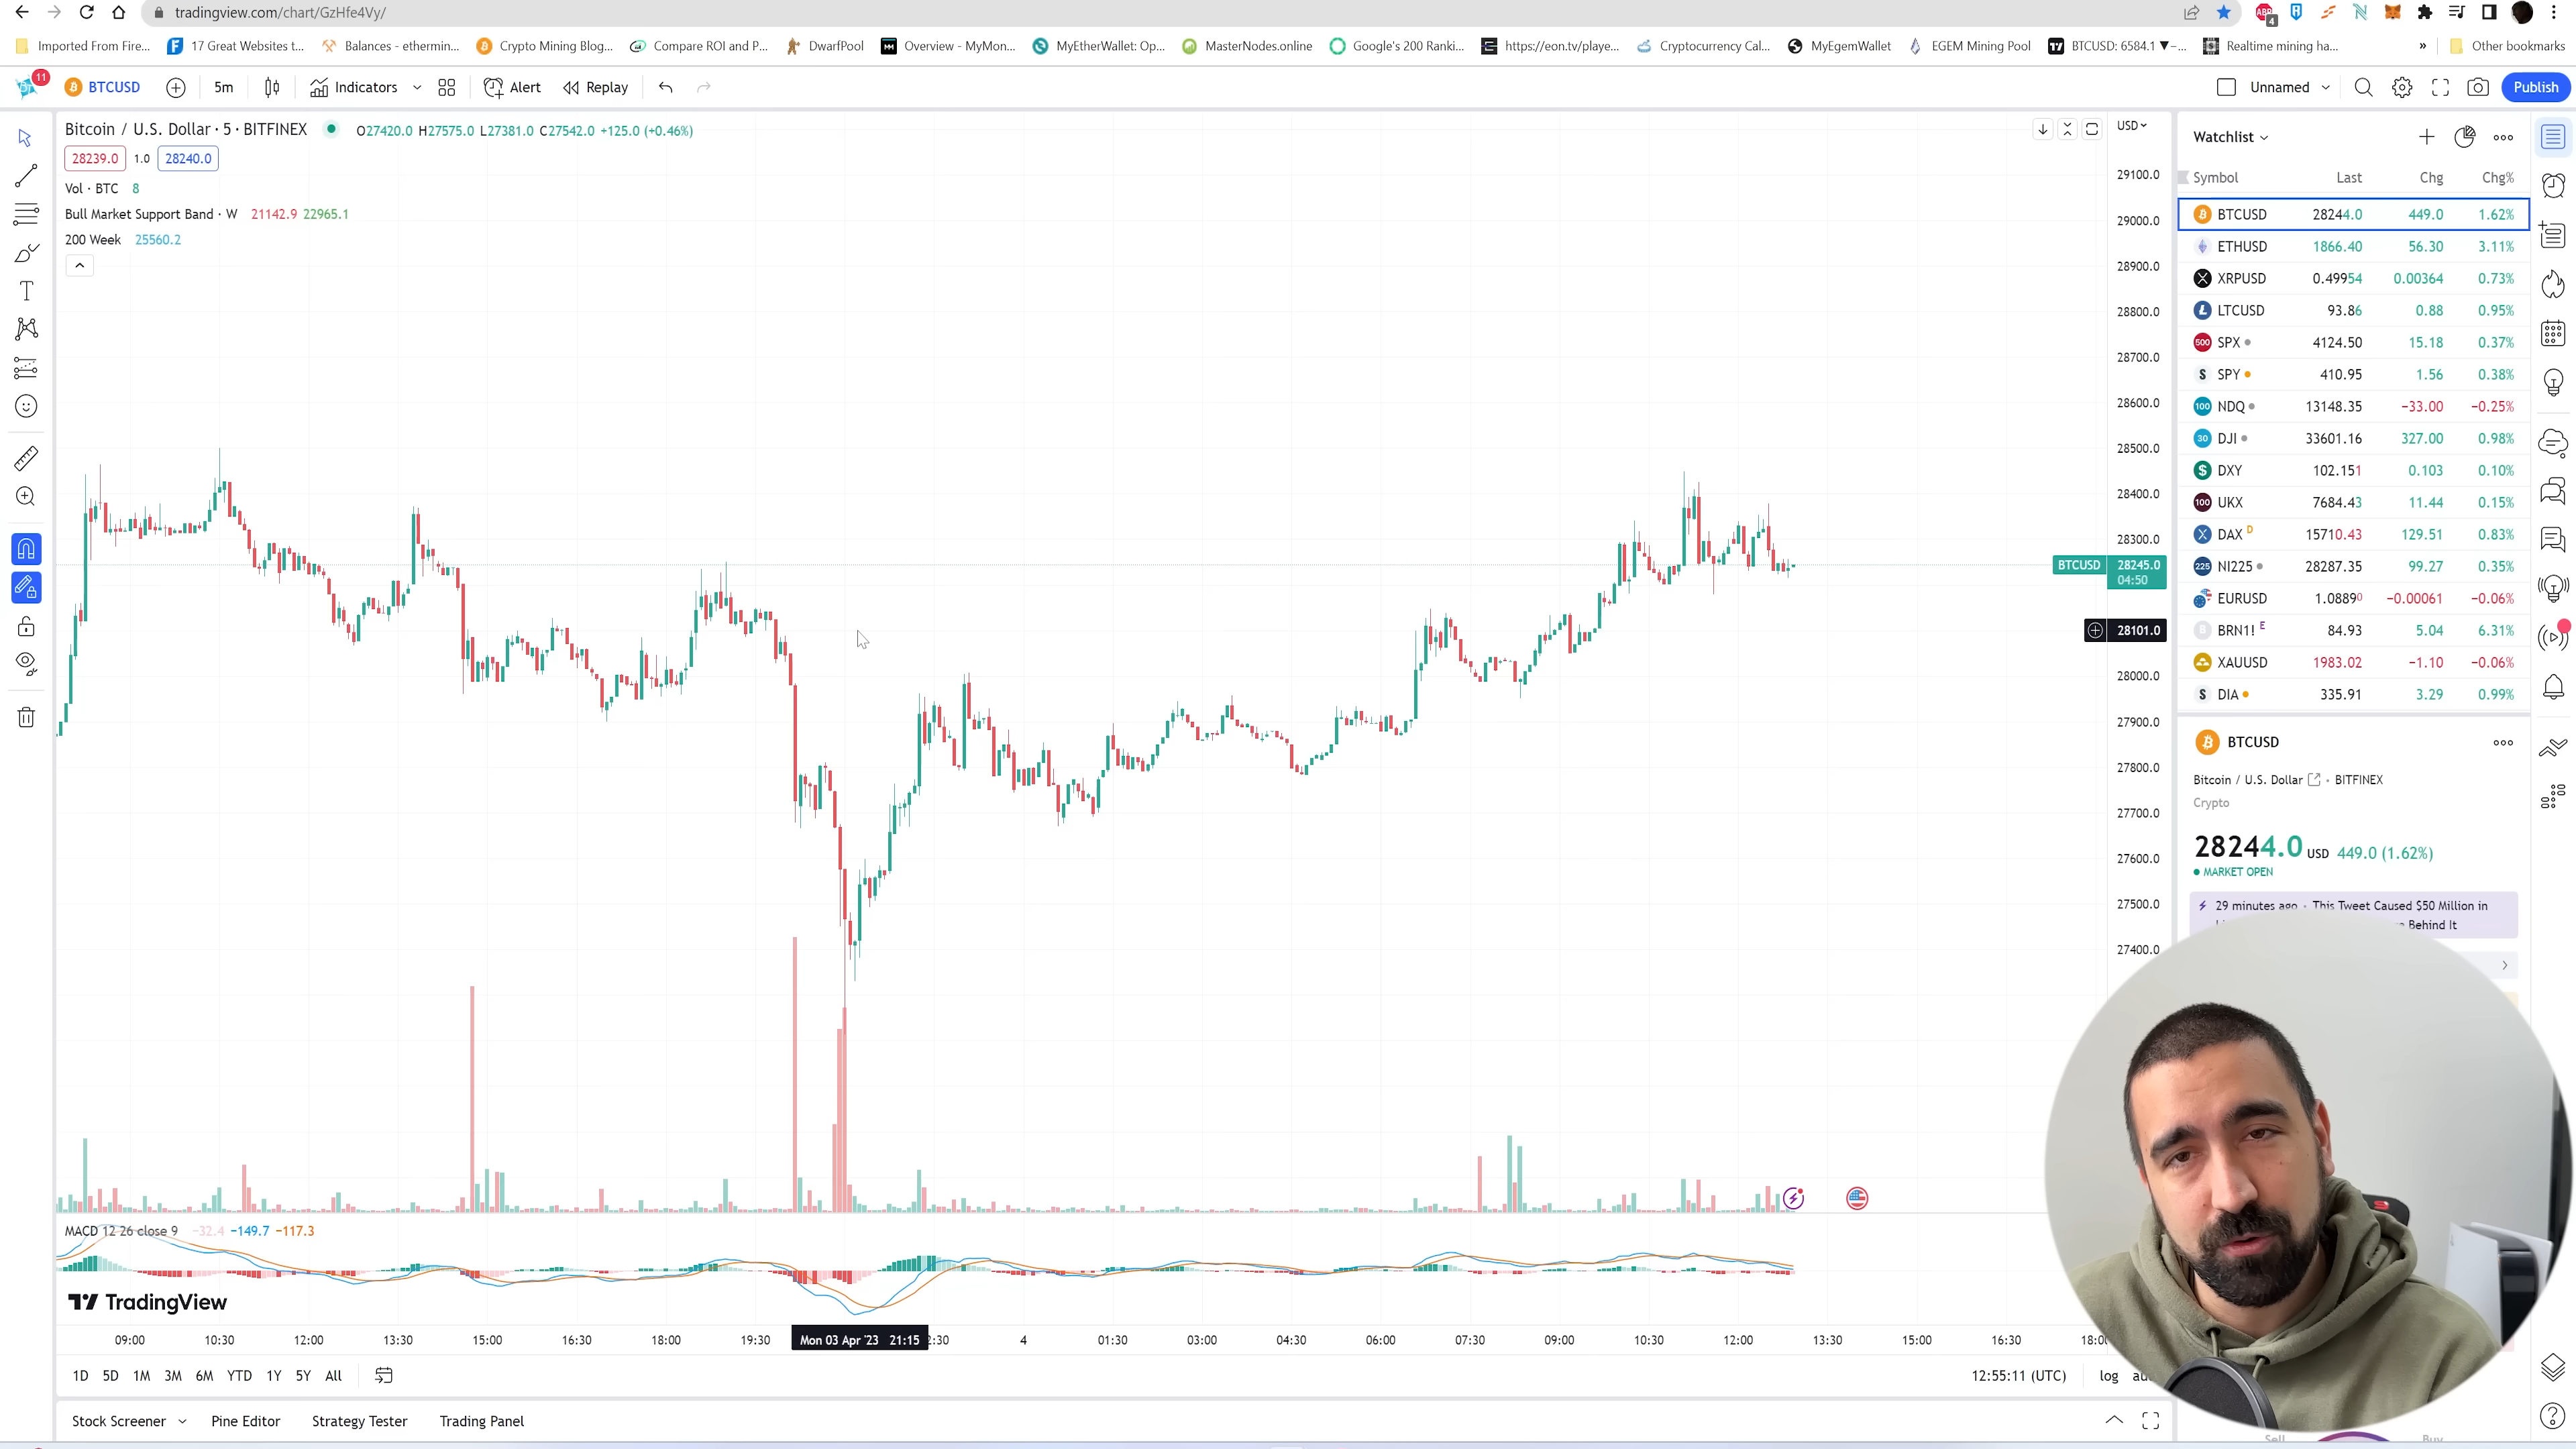 tradingview.com/chart/GzHfe4Vy/
Imported From Fire... 17 Great Websites t... Balances - ethermin... Crypto Mining Blog... Compare ROI and P... DwarfPool Overview - MyMon... MyEtherWallet: Op... MasterNodes.online Google's 200 Ranki... https://eon.tv/playe... Cryptocurrency Cal... MyEgemWallet EGEM Mining Pool BTCUSD: 6584.1 ▼−... Realtime mining ha... » Other bookmarks
11 BTCUSD 5m Indicators Alert Replay Unnamed Publish
Bitcoin / U.S. Dollar · 5 · BITFINEX O27420.0 H27575.0 L27381.0 C27542.0 +125.0 (+0.46%)
28239.0 1.0 28240.0
Vol · BTC 8
Bull Market Support Band · W 21142.9 22965.1
200 Week 25560.2
USD
29100.0
29000.0
28900.0
28800.0
28700.0
28600.0
28500.0
28400.0
28300.0
BTCUSD 28245.0
04:50
28101.0
28000.0
27900.0
27800.0
27700.0
27600.0
27500.0
27400.0
MACD 12 26 close 9 −32.4 −149.7 −117.3
TradingView
09:00 10:30 12:00 13:30 15:00 16:30 18:00 19:30 Mon 03 Apr '23 21:15 2:30 4 01:30 03:00 04:30 06:00 07:30 09:00 10:30 12:00 13:30 15:00 16:30 18:0
1D 5D 1M 3M 6M YTD 1Y 5Y All 12:55:11 (UTC) log
Stock Screener Pine Editor Strategy Tester Trading Panel
Watchlist
Symbol Last Chg Chg%
BTCUSD 28244.0 449.0 1.62%
ETHUSD 1866.40 56.30 3.11%
XRPUSD 0.49954 0.00364 0.73%
LTCUSD 93.86 0.88 0.95%
500 SPX 4124.50 15.18 0.37%
S SPY 410.95 1.56 0.38%
100 NDQ 13148.35 −33.00 −0.25%
30 DJI 33601.16 327.00 0.98%
$ DXY 102.151 0.103 0.10%
100 UKX 7684.43 11.44 0.15%
X DAX D 15710.43 129.51 0.83%
225 NI225 28287.35 99.27 0.35%
EURUSD 1.08890 −0.00061 −0.06%
B BRN1! E 84.93 5.04 6.31%
XAUUSD 1983.02 −1.10 −0.06%
S DIA 335.91 3.29 0.99%
BTCUSD
Bitcoin / U.S. Dollar · BITFINEX
Crypto
28244.0 USD 449.0 (1.62%)
MARKET OPEN
29 minutes ago · This Tweet Caused $50 Million in
Behind It